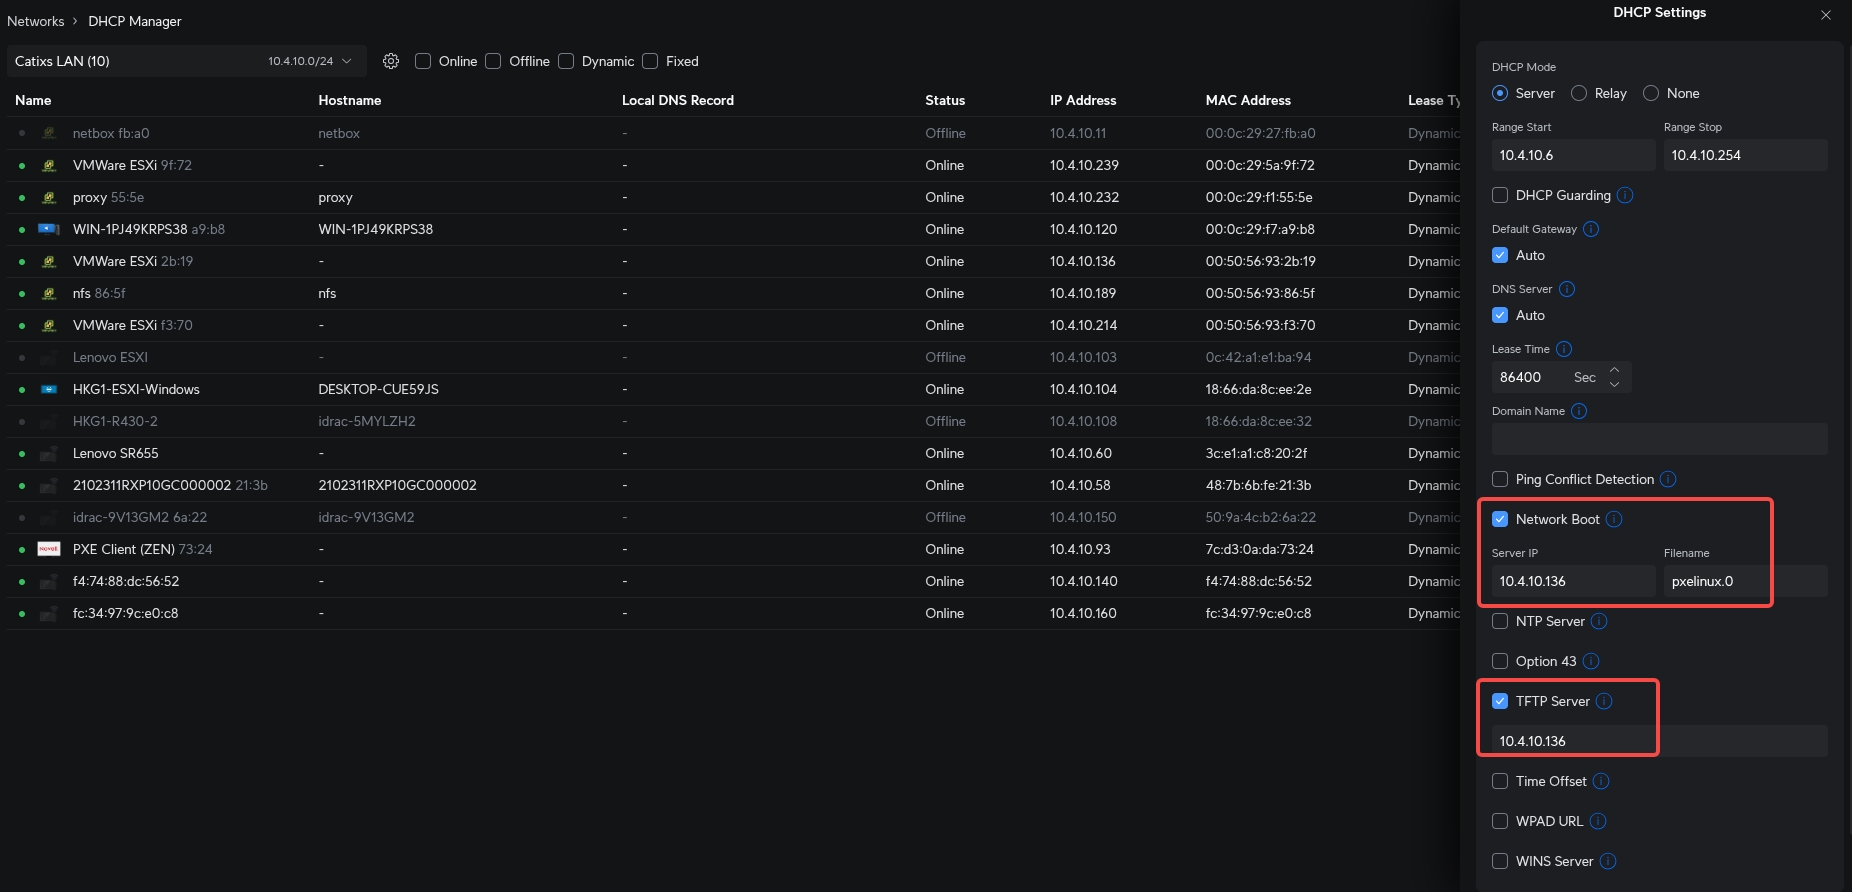 Networks > DHCP Manager
Catixs LAN (10) 10.4.10.0/24 Online Offline Dynamic Fixed
Name Hostname Local DNS Record Status IP Address MAC Address Lease Ty
netbox fb:a0 netbox - Offline 10.4.10.11 00:0c:29:27:fb:a0 Dynamic
VMWare ESXi 9f:72 - - Online 10.4.10.239 00:0c:29:5a:9f:72 Dynamic
proxy 55:5e proxy - Online 10.4.10.232 00:0c:29:f1:55:5e Dynamic
WIN-1PJ49KRPS38 a9:b8 WIN-1PJ49KRPS38 - Online 10.4.10.120 00:0c:29:f7:a9:b8 Dynamic
VMWare ESXi 2b:19 - - Online 10.4.10.136 00:50:56:93:2b:19 Dynamic
nfs 86:5f nfs - Online 10.4.10.189 00:50:56:93:86:5f Dynamic
VMWare ESXi f3:70 - - Online 10.4.10.214 00:50:56:93:f3:70 Dynamic
Lenovo ESXI - - Offline 10.4.10.103 0c:42:a1:e1:ba:94 Dynamic
HKG1-ESXI-Windows DESKTOP-CUE59JS - Online 10.4.10.104 18:66:da:8c:ee:2e Dynamic
HKG1-R430-2 idrac-5MYLZH2 - Offline 10.4.10.108 18:66:da:8c:ee:32 Dynamic
Lenovo SR655 - - Online 10.4.10.60 3c:e1:a1:c8:20:2f Dynamic
2102311RXP10GC000002 21:3b 2102311RXP10GC000002 - Online 10.4.10.58 48:7b:6b:fe:21:3b Dynamic
idrac-9V13GM2 6a:22 idrac-9V13GM2 - Offline 10.4.10.150 50:9a:4c:b2:6a:22 Dynamic
PXE Client (ZEN) 73:24 - - Online 10.4.10.93 7c:d3:0a:da:73:24 Dynamic
f4:74:88:dc:56:52 - - Online 10.4.10.140 f4:74:88:dc:56:52 Dynamic
fc:34:97:9c:e0:c8 - - Online 10.4.10.160 fc:34:97:9c:e0:c8 Dynamic
DHCP Settings
DHCP Mode
Server Relay None
Range Start Range Stop
10.4.10.6 10.4.10.254
DHCP Guarding
Default Gateway
Auto
DNS Server
Auto
Lease Time
86400 Sec
Domain Name
Ping Conflict Detection
Network Boot
Server IP Filename
10.4.10.136 pxelinux.0
NTP Server
Option 43
TFTP Server
10.4.10.136
Time Offset
WPAD URL
WINS Server